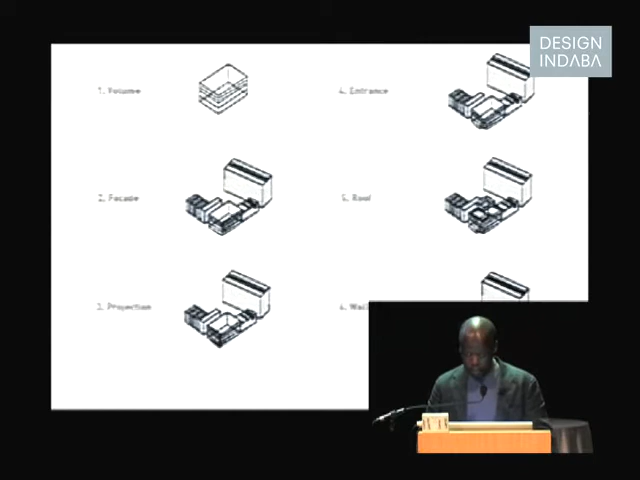 DESIGN
INDABA
1. Volume
2. Facade
3. Projection
4. Entrance
5. Roof